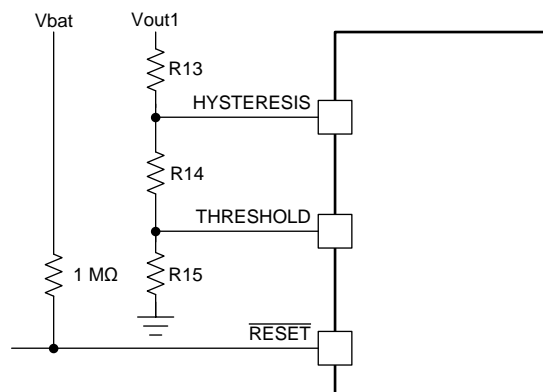 Vbat
Vout1
R13
HYSTERESIS
R14
THRESHOLD
1 MΩ
R15
RESET